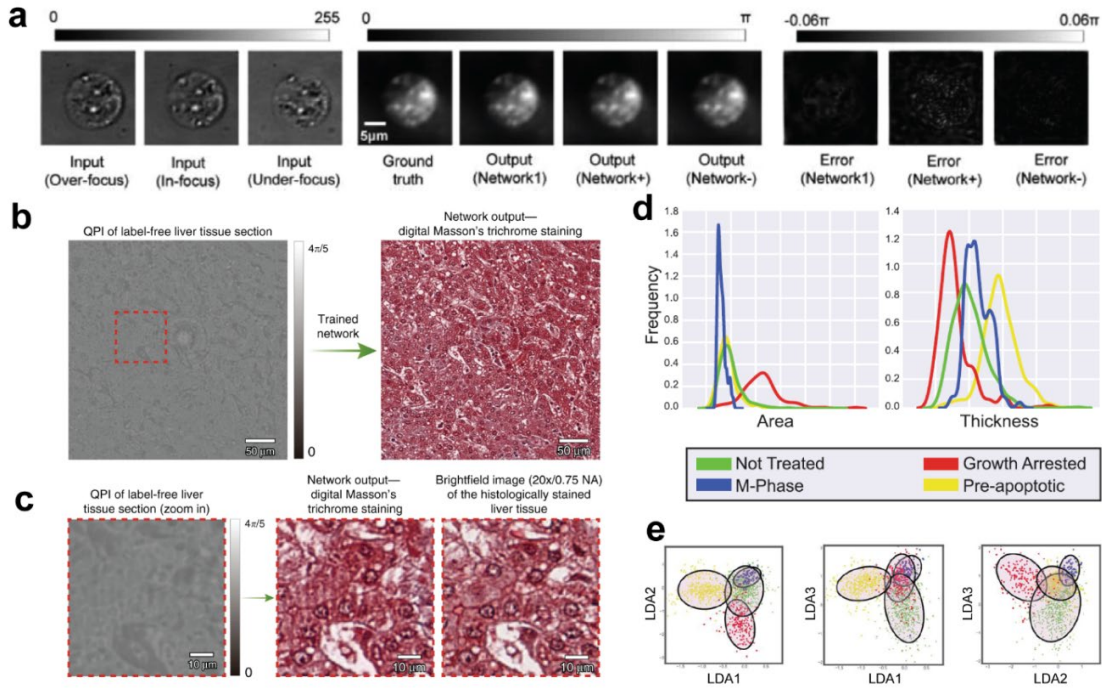 a
0 255
0 π
-0.06π 0.06π
5μm
Input (Over-focus)
Input (In-focus)
Input (Under-focus)
Ground truth
Output (Network1)
Output (Network+)
Output (Network-)
Error (Network1)
Error (Network+)
Error (Network-)
b
QPI of label-free liver tissue section
4π/5
0
50 μm
Trained
network
Network output—
digital Masson's trichrome staining
50 μm
c
QPI of label-free liver
tissue section (zoom in)
4π/5
0
10 μm
Network output—
digital Masson's
trichrome staining
10 μm
Brightfield image (20x/0.75 NA)
of the histologically stained
liver tissue
10 μm
d
Frequency
1.8
1.6
1.4
1.2
1.0
0.8
0.6
0.4
0.2
0.0
Area
1.4
1.2
1.0
0.8
0.6
0.4
0.2
0.0
Thickness
Not Treated
Growth Arrested
M-Phase
Pre-apoptotic
e
LDA2
LDA1
LDA3
LDA1
LDA3
LDA2